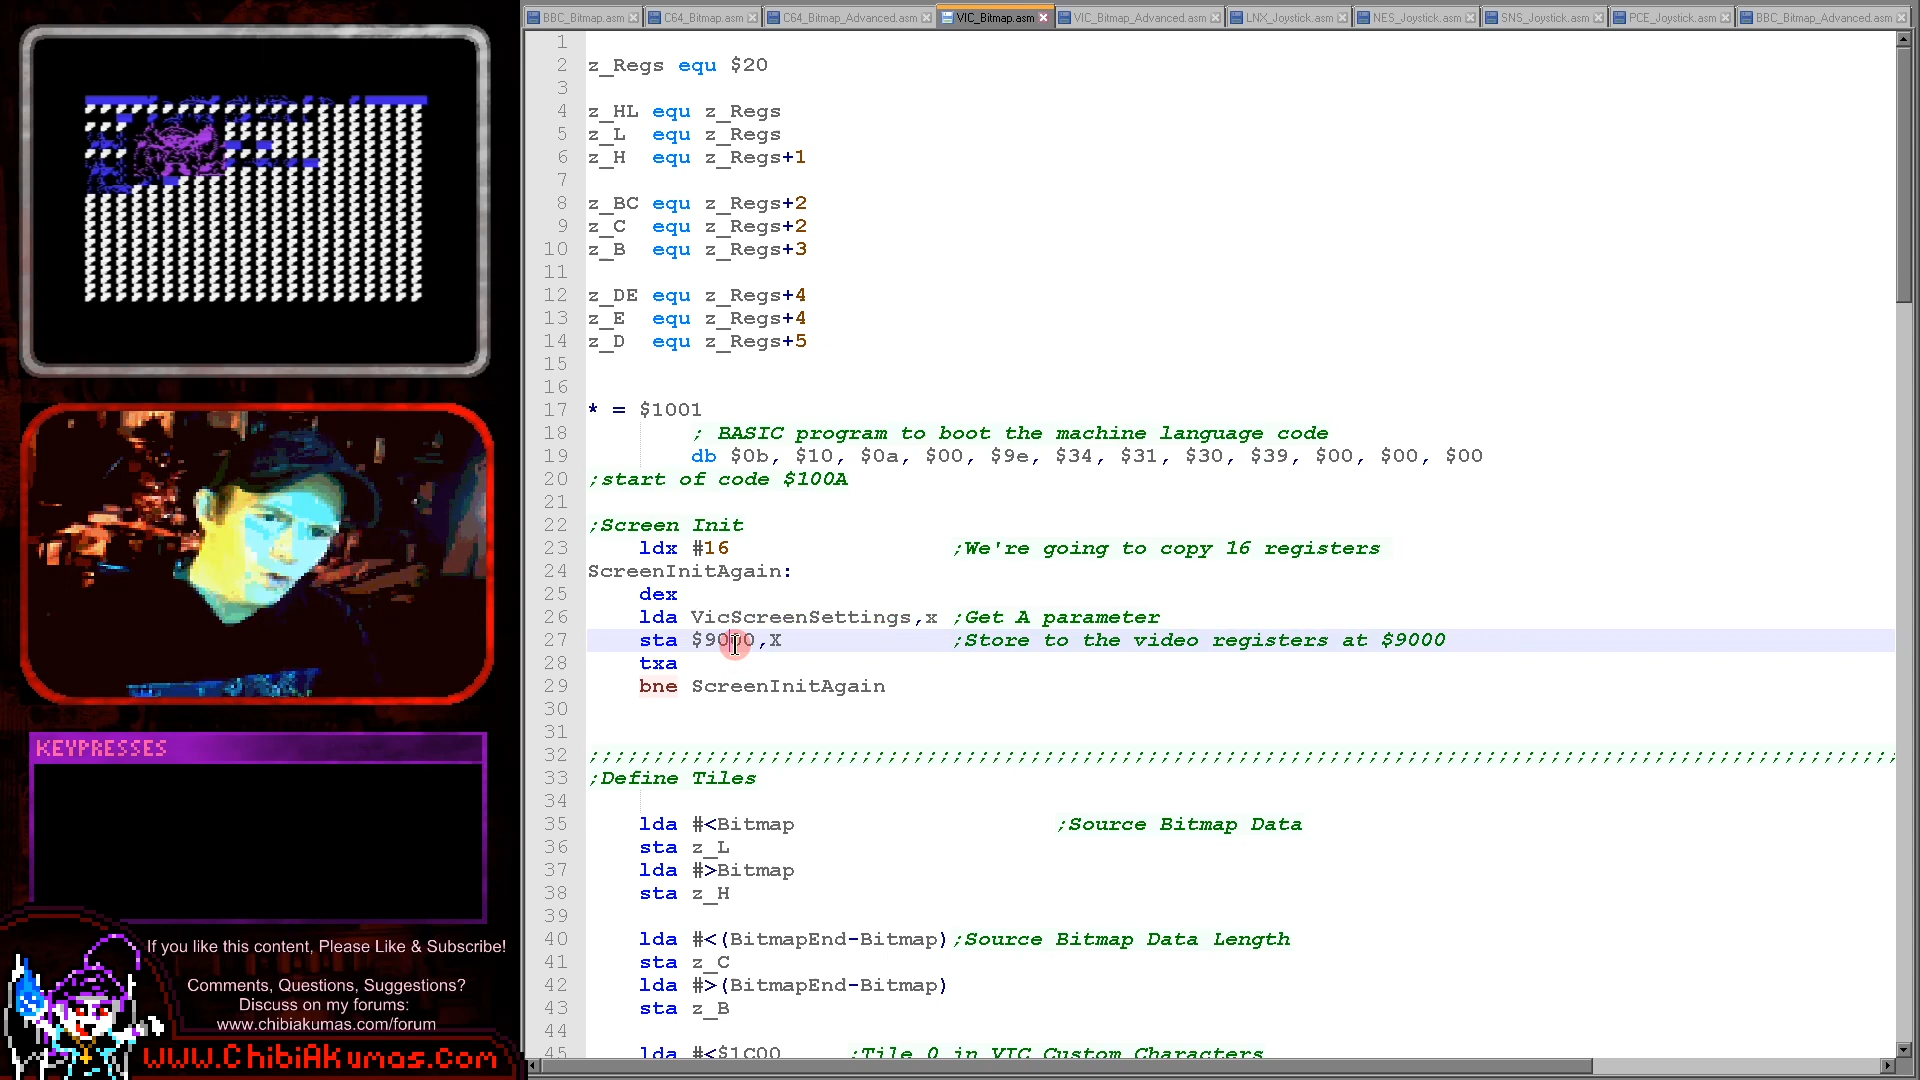 BBC_Bitmap.asm C64_Bitmap.asm C64_Bitmap_Advanced.asm VIC_Bitmap.asm VIC_Bitmap_Advanced.asm LNX_Joystick.asm NES_Joystick.asm SNS_Joystick.asm PCE_Joystick.asm BBC_Bitmap_Advanced.asm
1
2 z_Regs equ $20
3
4 z_HL equ z_Regs
5 z_L equ z_Regs
6 z_H equ z_Regs+1
7
8 z_BC equ z_Regs+2
9 z_C equ z_Regs+2
10 z_B equ z_Regs+3
11
12 z_DE equ z_Regs+4
13 z_E equ z_Regs+4
14 z_D equ z_Regs+5
15
16
17 * = $1001
18 ; BASIC program to boot the machine language code
19 db $0b, $10, $0a, $00, $9e, $34, $31, $30, $39, $00, $00, $00
20 ;start of code $100A
21
22 ;Screen Init
23 ldx #16 ;We're going to copy 16 registers
24 ScreenInitAgain:
25 dex
26 lda VicScreenSettings,x ;Get A parameter
27 sta $9000,X ;Store to the video registers at $9000
28 txa
29 bne ScreenInitAgain
30
31
32 ;;;;;;;;;;;;;;;;;;;;;;;;;;;;;;;;;;;;;;;;;;;;;;;;;;;;;;;;;;;;;;;;;;;;;;;;;;;;;;;;;;;;;;;;;;;;;;;;;;;;
33 ;Define Tiles
34
35 lda #<Bitmap ;Source Bitmap Data
36 sta z_L
37 lda #>Bitmap
38 sta z_H
39
40 lda #<(BitmapEnd-Bitmap);Source Bitmap Data Length
41 sta z_C
42 lda #>(BitmapEnd-Bitmap)
43 sta z_B
44
45 lda #<$1C00 ;Tile 0 in VIC Custom Characters
KEYPRESSES
If you like this content, Please Like & Subscribe!
Comments, Questions, Suggestions?
Discuss on my forums:
www.chibiakumas.com/forum
www.ChibiAkumas.com